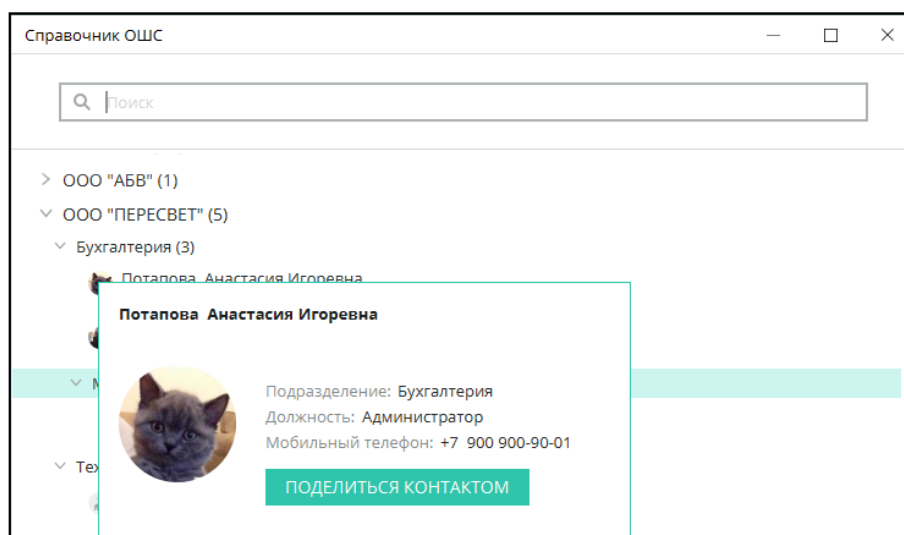 Справочник ОШС
Поиск
ООО "АБВ" (1)
ООО "ПЕРЕСВЕТ" (5)
Бухгалтерия (3)
Потапова Анастасия Игоревна
Потапова Анастасия Игоревна
Подразделение: Бухгалтерия
Должность: Администратор
Мобильный телефон: +7 900 900-90-01
ПОДЕЛИТЬСЯ КОНТАКТОМ